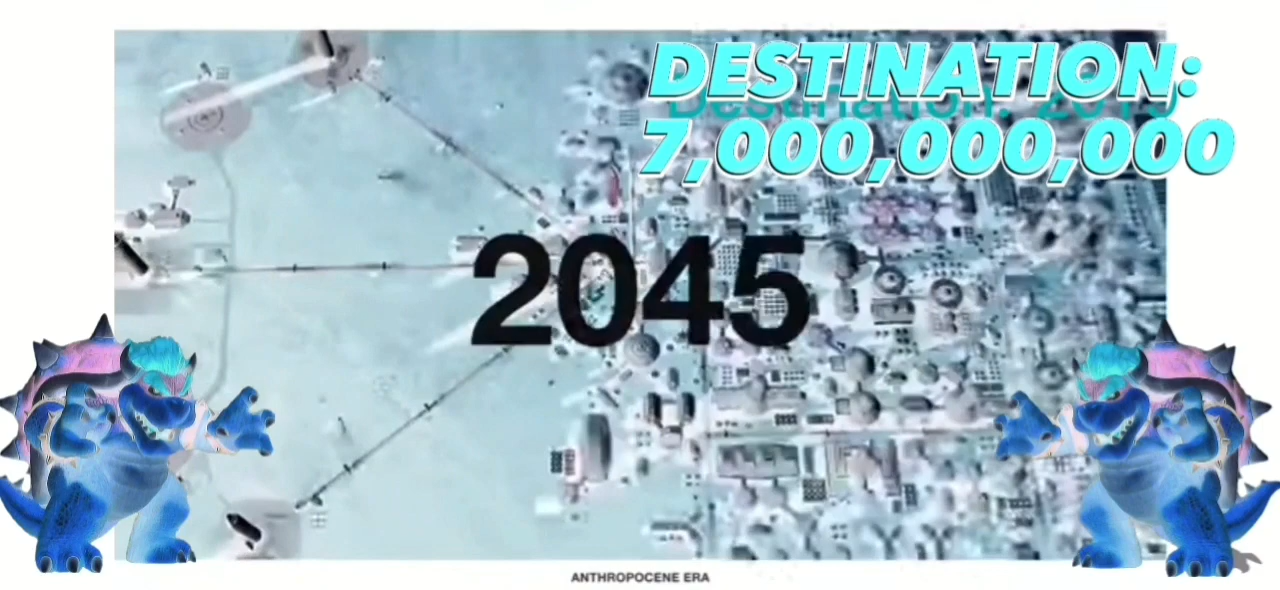 DESTINATION:
7,000,000,000
2045
ANTHROPOCENE ERA